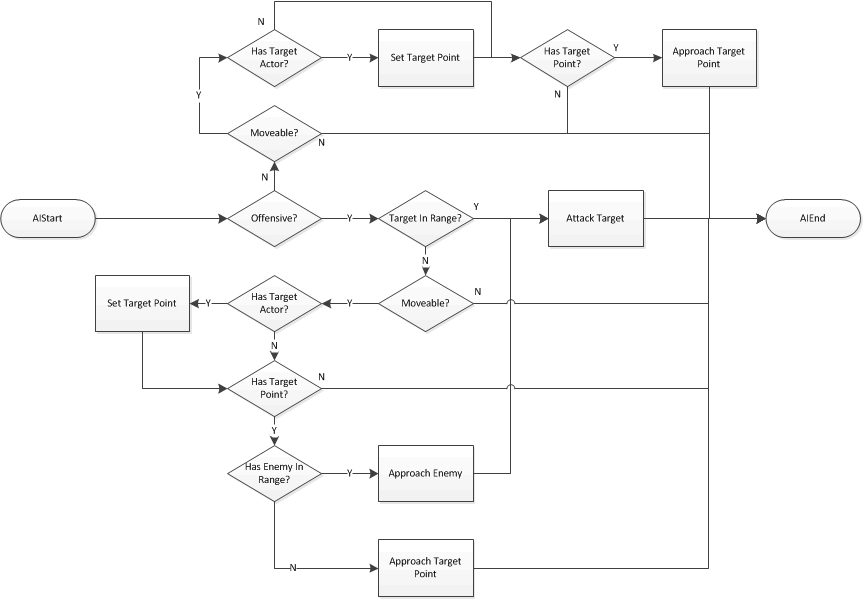 N
Has Target
Actor?
Y
Set Target Point
Has Target
Point?
Y
Approach Target
Point
Y
N
Moveable?
N
N
AIStart
Offensive?
Y
Target In Range?
Y
Attack Target
AIEnd
N
Set Target Point
Y
Has Target
Actor?
Y
Moveable?
N
N
Has Target
Point?
N
Y
Has Enemy In
Range?
Y
Approach Enemy
N
Approach Target
Point